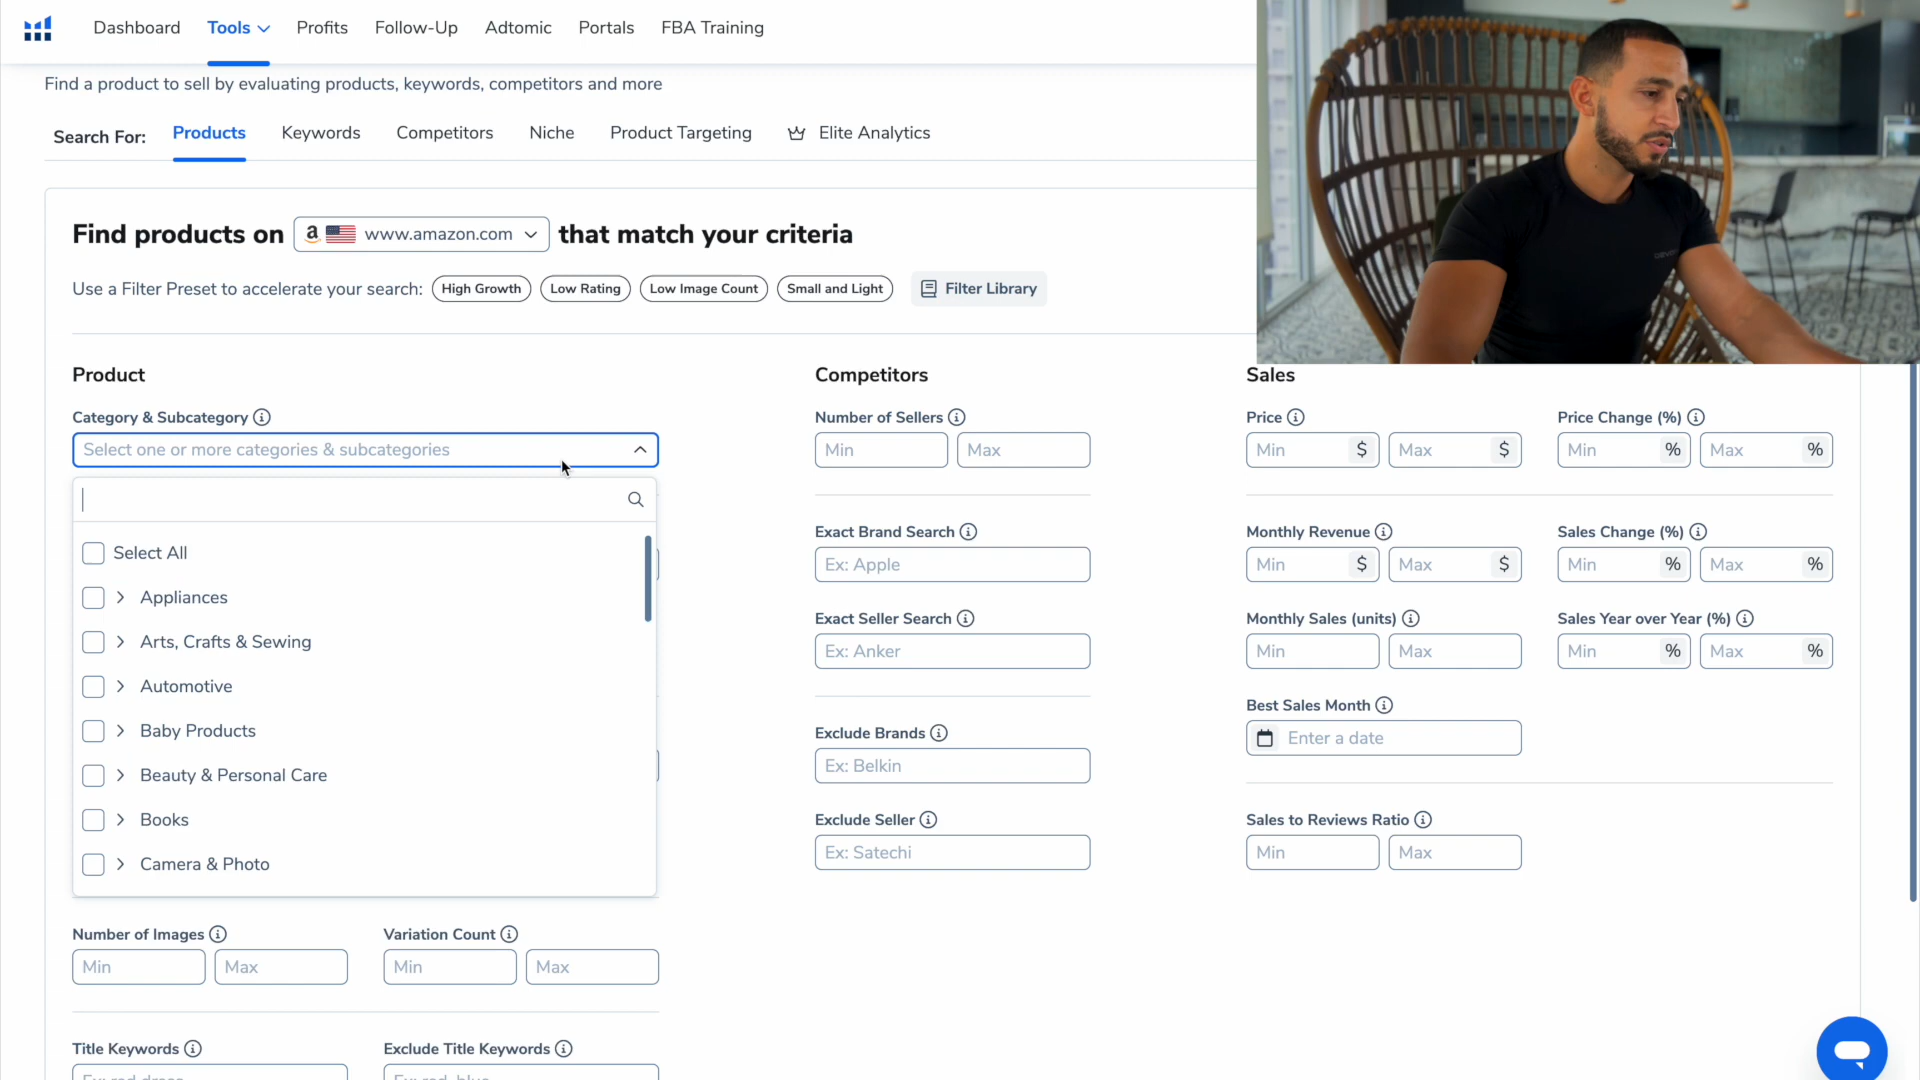 Dashboard Tools Profits Follow-Up Adtomic Portals FBA Training
Find a product to sell by evaluating products, keywords, competitors and more
Search For: Products Keywords Competitors Niche Product Targeting Elite Analytics
Find products on a www.amazon.com that match your criteria
Use a Filter Preset to accelerate your search: High Growth Low Rating Low Image Count Small and Light Filter Library
Product
Category & Subcategory
Select one or more categories & subcategories
Select All
Appliances
Arts, Crafts & Sewing
Automotive
Baby Products
Beauty & Personal Care
Books
Camera & Photo
Number of Images Variation Count
Min Max Min Max
Title Keywords Exclude Title Keywords
Ex: red dress Ex: red, blue
Competitors
Number of Sellers
Min Max
Exact Brand Search
Ex: Apple
Exact Seller Search
Ex: Anker
Exclude Brands
Ex: Belkin
Exclude Seller
Ex: Satechi
Sales
Price Price Change (%)
Min $ Max $ Min % Max %
Monthly Revenue Sales Change (%)
Min $ Max $ Min % Max %
Monthly Sales (units) Sales Year over Year (%)
Min Max Min % Max %
Best Sales Month
Enter a date
Sales to Reviews Ratio
Min Max